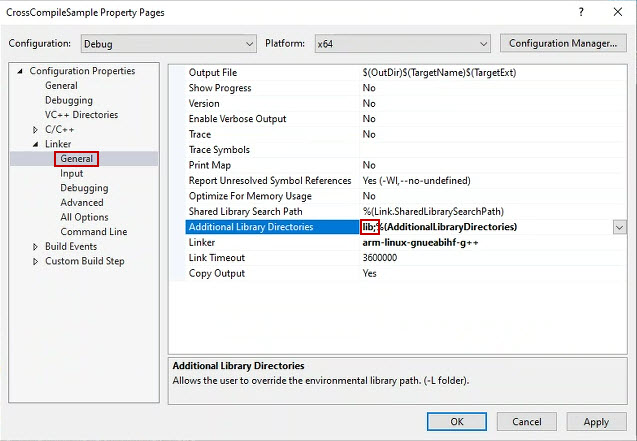 CrossCompileSample Property Pages ? ×
Configuration: Debug Platform: x64 Configuration Manager...
Configuration Properties
General
Debugging
VC++ Directories
C/C++
Linker
General
Input
Debugging
Advanced
All Options
Command Line
Build Events
Custom Build Step
Output File $(OutDir)$(TargetName)$(TargetExt)
Show Progress No
Version No
Enable Verbose Output No
Trace No
Trace Symbols
Print Map No
Report Unresolved Symbol References Yes (-Wl,--no-undefined)
Optimize For Memory Usage No
Shared Library Search Path %(Link.SharedLibrarySearchPath)
Additional Library Directories lib;%(AdditionalLibraryDirectories)
Linker arm-linux-gnueabihf-g++
Link Timeout 3600000
Copy Output Yes
Additional Library Directories
Allows the user to override the environmental library path. (-L folder).
OK Cancel Apply